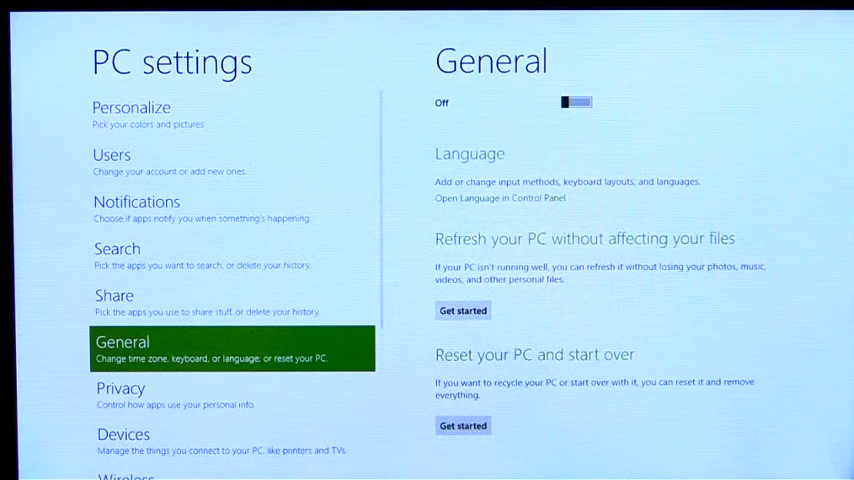 PC settings
Personalize
Pick your colors and pictures
Users
Change your account or add new ones.
Notifications
Choose if apps notify you when something's happening.
Search
Pick the apps you want to search, or delete your history.
Share
Pick the apps you use to share stuff, or delete your history.
General
Change time zone, keyboard, or language; or reset your PC.
Privacy
Control how apps use your personal info.
Devices
Manage the things you connect to your PC, like printers and TVs.
Wireless
General
Off
Language
Add or change input methods, keyboard layouts, and languages.
Open Language in Control Panel
Refresh your PC without affecting your files
If your PC isn't running well, you can refresh it without losing your photos, music,
videos, and other personal files.
Get started
Reset your PC and start over
If you want to recycle your PC or start over with it, you can reset it and remove
everything.
Get started